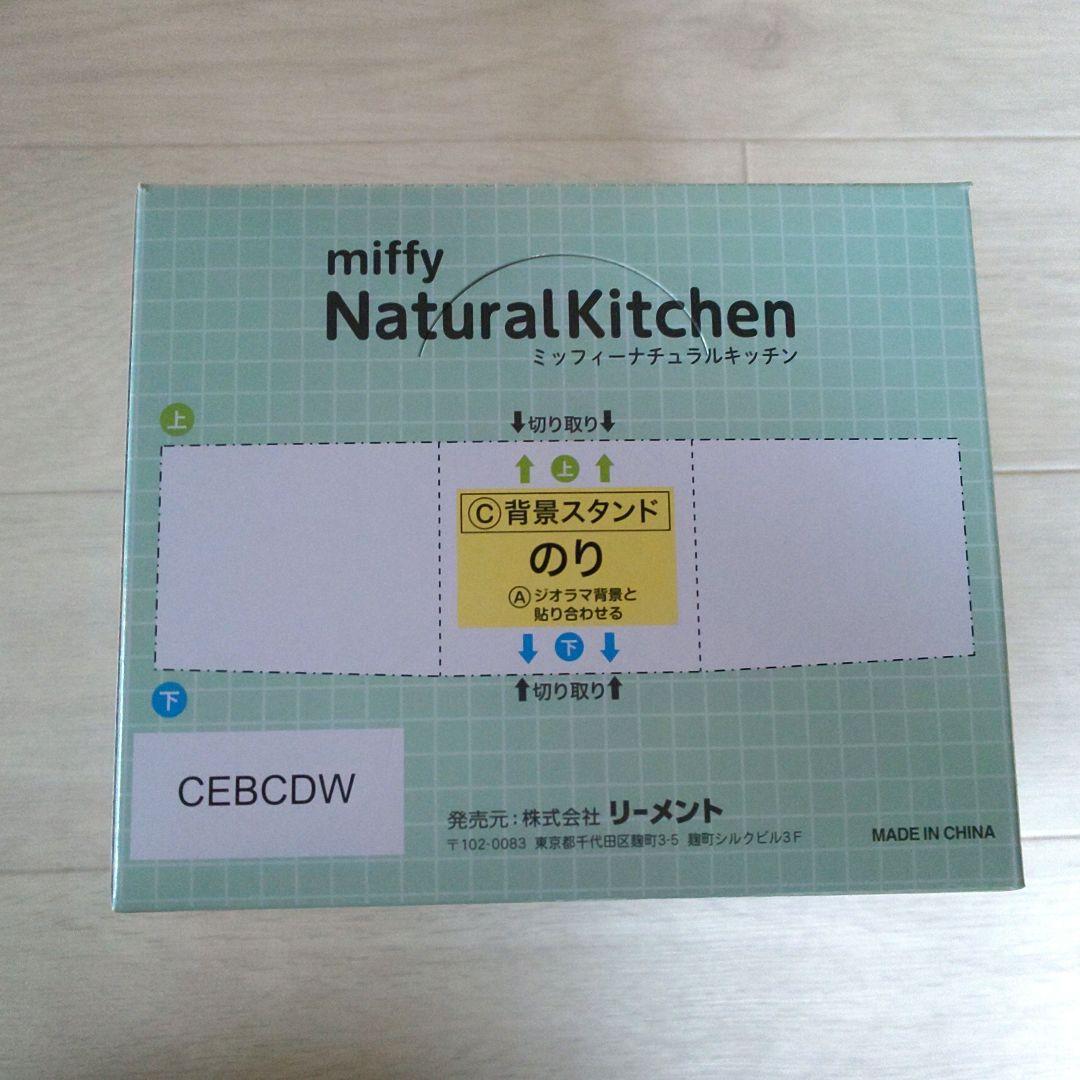 miffy
NaturalKitchen
ミッフィーナチュラルキッチン
上
↓切り取り↓
↑上↑
Ⓒ背景スタンド
のり
Ⓐジオラマ背景と
貼り合わせる
↓下↓
↑切り取り↑
下
CEBCDW
発売元:株式会社 リーメント
〒102-0083 東京都千代田区麹町3-5 麹町シルクビル3F
MADE IN CHINA